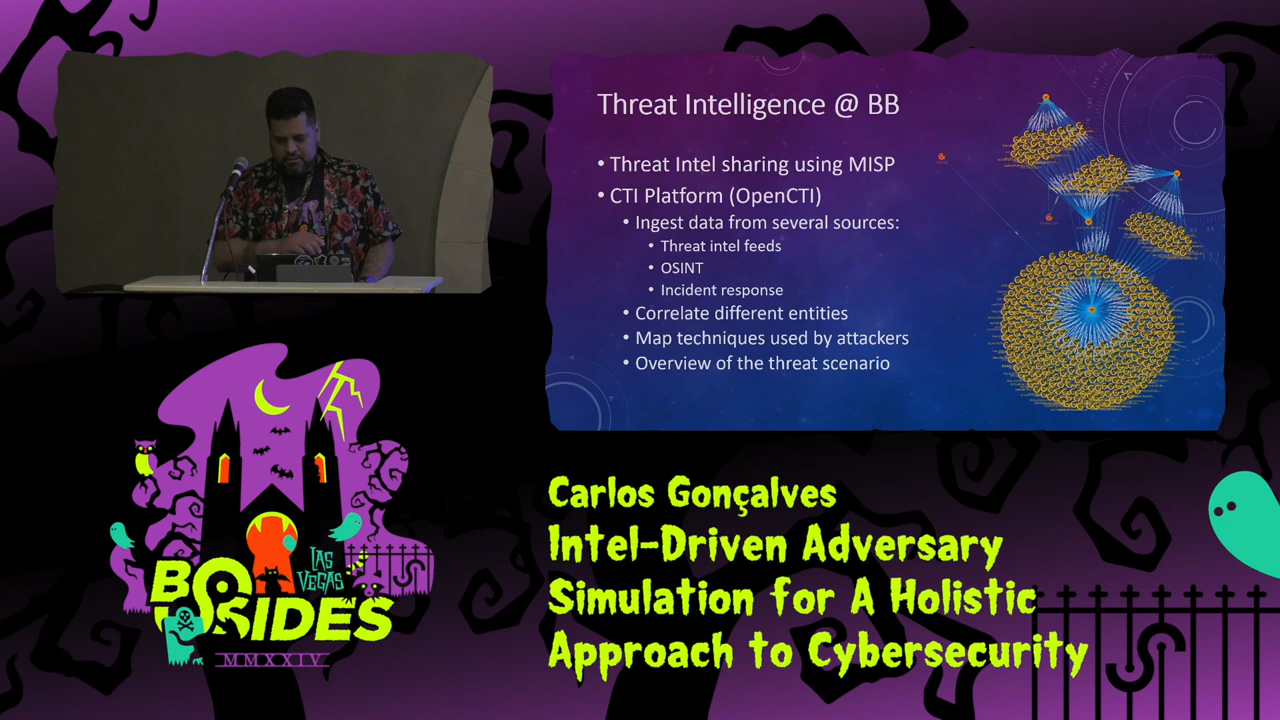 Threat Intelligence @ BB
• Threat Intel sharing using MISP
• CTI Platform (OpenCTI)
• Ingest data from several sources:
• Threat intel feeds
• OSINT
• Incident response
• Correlate different entities
• Map techniques used by attackers
• Overview of the threat scenario
LAS
VEGAS
BSIDES
MMXXIV
Carlos Gonçalves
Intel-Driven Adversary
Simulation for A Holistic
Approach to Cybersecurity